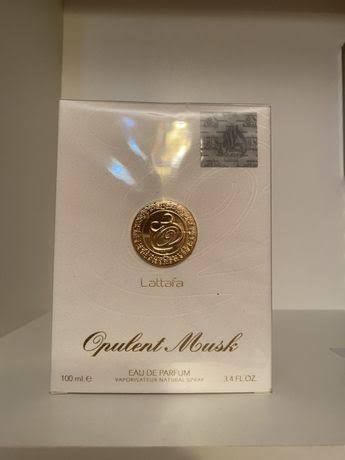 Lattafa
Opulent Musk
EAU DE PARFUM
100 ml.e VAPORISATEUR NATURAL SPRAY 3.4 FL.OZ.